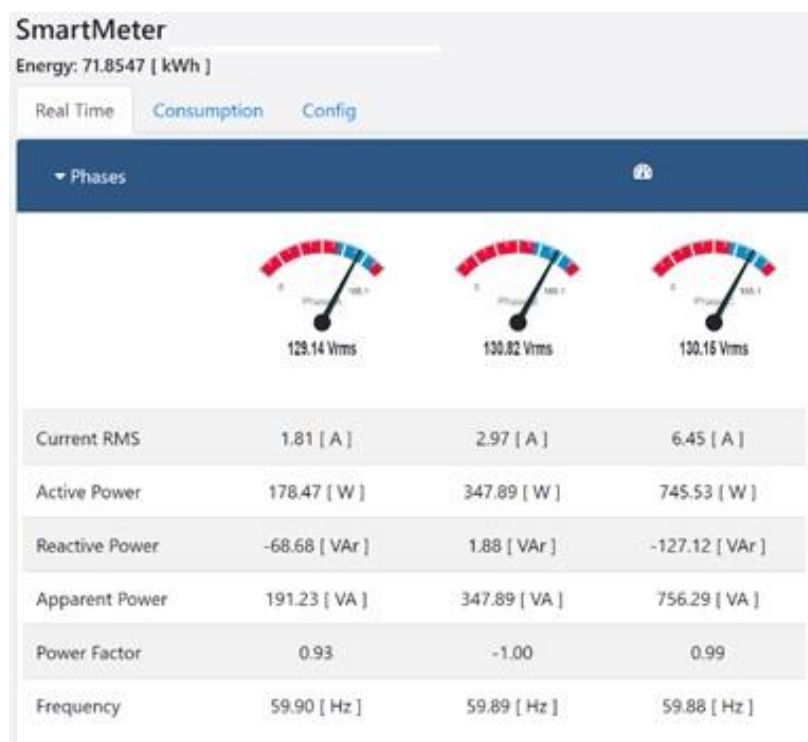 SmartMeter
Energy: 71.8547 [ kWh ]
Real Time Consumption Config
Phases
0 0 0
129.14 Vrms 130.82 Vrms 130.15 Vrms
Current RMS 1.81 [ A ] 2.97 [ A ] 6.45 [ A ]
Active Power 178.47 [ W ] 347.89 [ W ] 745.53 [ W ]
Reactive Power -68.68 [ VAr ] 1.88 [ VAr ] -127.12 [ VAr ]
Apparent Power 191.23 [ VA ] 347.89 [ VA ] 756.29 [ VA ]
Power Factor 0.93 -1.00 0.99
Frequency 59.90 [ Hz ] 59.89 [ Hz ] 59.88 [ Hz ]